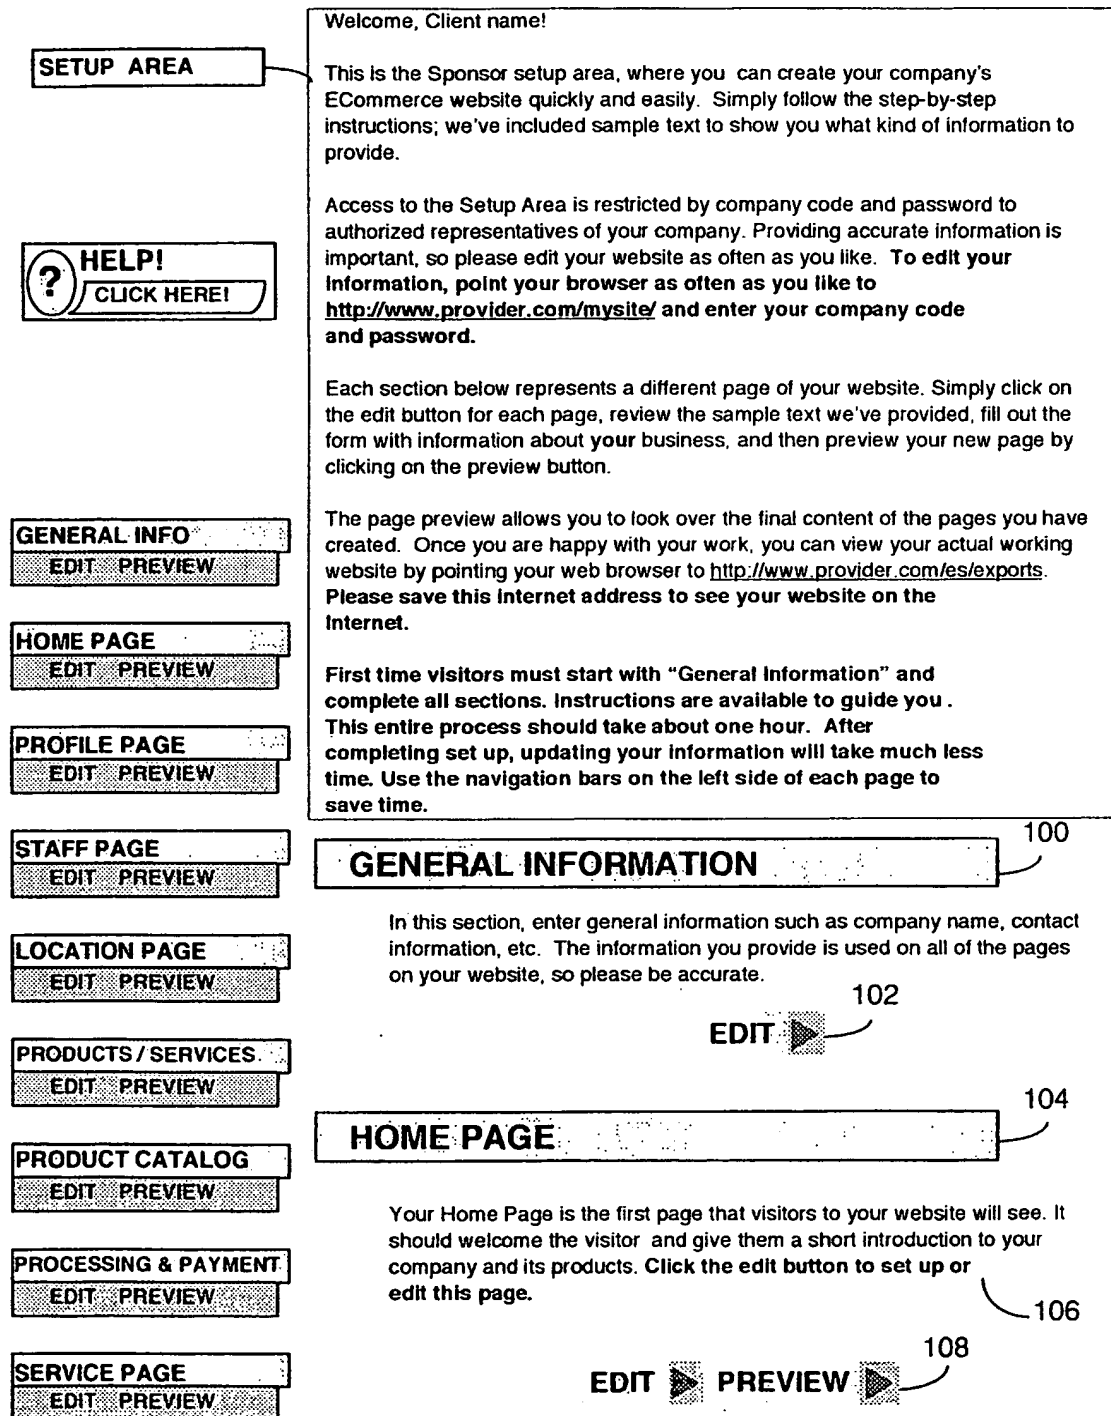 SETUP AREA
HELP!
?
CLICK HERE!
GENERAL INFO
EDIT PREVIEW
HOME PAGE
EDIT PREVIEW
PROFILE PAGE
EDIT PREVIEW
STAFF PAGE
EDIT PREVIEW
LOCATION PAGE
EDIT PREVIEW
PRODUCTS / SERVICES
EDIT PREVIEW
PRODUCT CATALOG
EDIT PREVIEW
PROCESSING & PAYMENT
EDIT PREVIEW
SERVICE PAGE
EDIT PREVIEW
Welcome, Client name!
This is the Sponsor setup area, where you can create your company's
ECommerce website quickly and easily. Simply follow the step-by-step
instructions; we've included sample text to show you what kind of information to
provide.
Access to the Setup Area is restricted by company code and password to
authorized representatives of your company. Providing accurate information is
important, so please edit your website as often as you like. To edit your
information, point your browser as often as you like to
http://www.provider.com/mysite/ and enter your company code
and password.
Each section below represents a different page of your website. Simply click on
the edit button for each page, review the sample text we've provided, fill out the
form with information about your business, and then preview your new page by
clicking on the preview button.
The page preview allows you to look over the final content of the pages you have
created. Once you are happy with your work, you can view your actual working
website by pointing your web browser to http://www.provider.com/es/exports.
Please save this Internet address to see your website on the
Internet.
First time visitors must start with “General Information” and
complete all sections. Instructions are available to guide you .
This entire process should take about one hour. After
completing set up, updating your information will take much less
time. Use the navigation bars on the left side of each page to
save time.
100
GENERAL INFORMATION
In this section, enter general information such as company name, contact
information, etc. The information you provide is used on all of the pages
on your website, so please be accurate.
102
EDIT
104
HOME PAGE
Your Home Page is the first page that visitors to your website will see. It
should welcome the visitor and give them a short introduction to your
company and its products. Click the edit button to set up or
edit this page.
106
108
EDIT PREVIEW